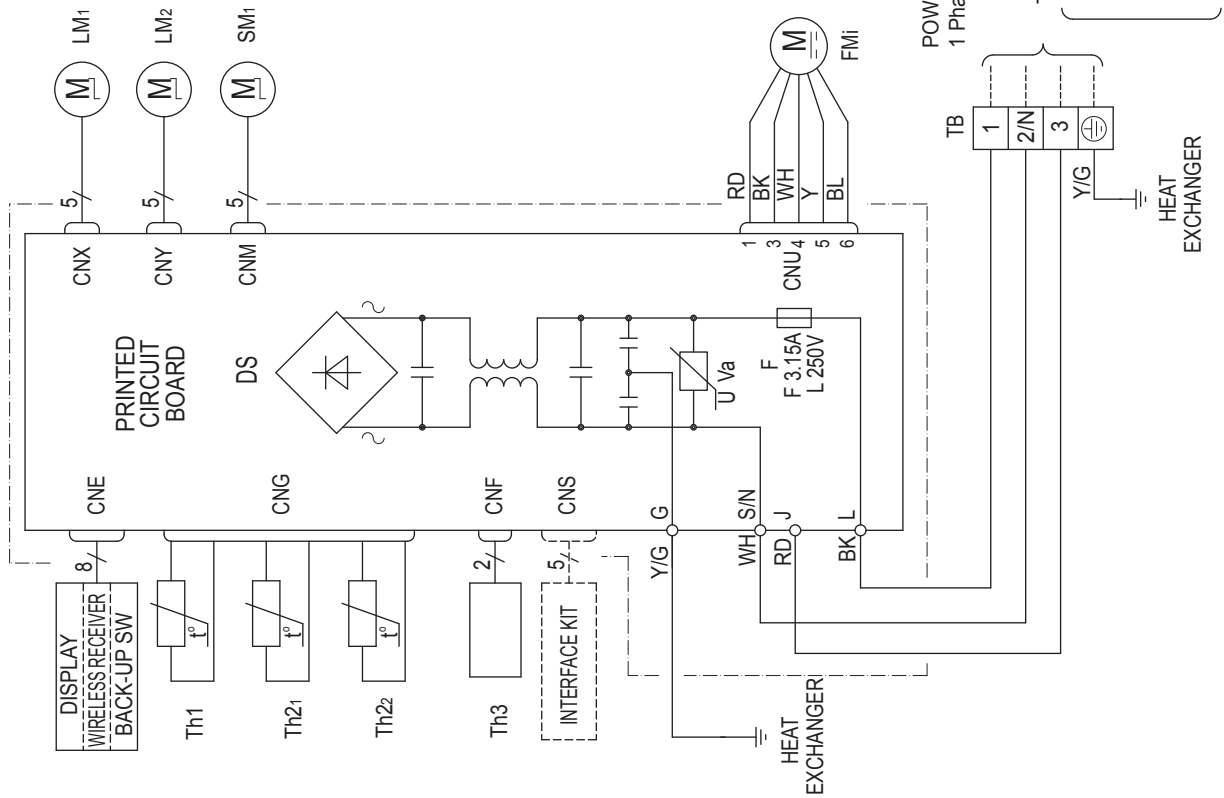 LM1
LM2
SM1
M
M
M
5
5
5
CNX
CNY
CNM
PRINTED
CIRCUIT
BOARD
DS
CNE
CNG
CNF
CNS
8
2
5
DISPLAY
WIRELESS RECEIVER
BACK-UP SW
Th1
t°
Th21
t°
Th22
t°
Th3
INTERFACE KIT
HEAT
EXCHANGER
Y/G
G
WH
S/N
RD
J
BK
L
U
Va
F
F 3.15A
L 250V
CNU
1
3
4
5
6
RD
BK
WH
Y
BL
M
FMi
TB
1
2/N
3
Y/G
HEAT
EXCHANGER
1 Pha